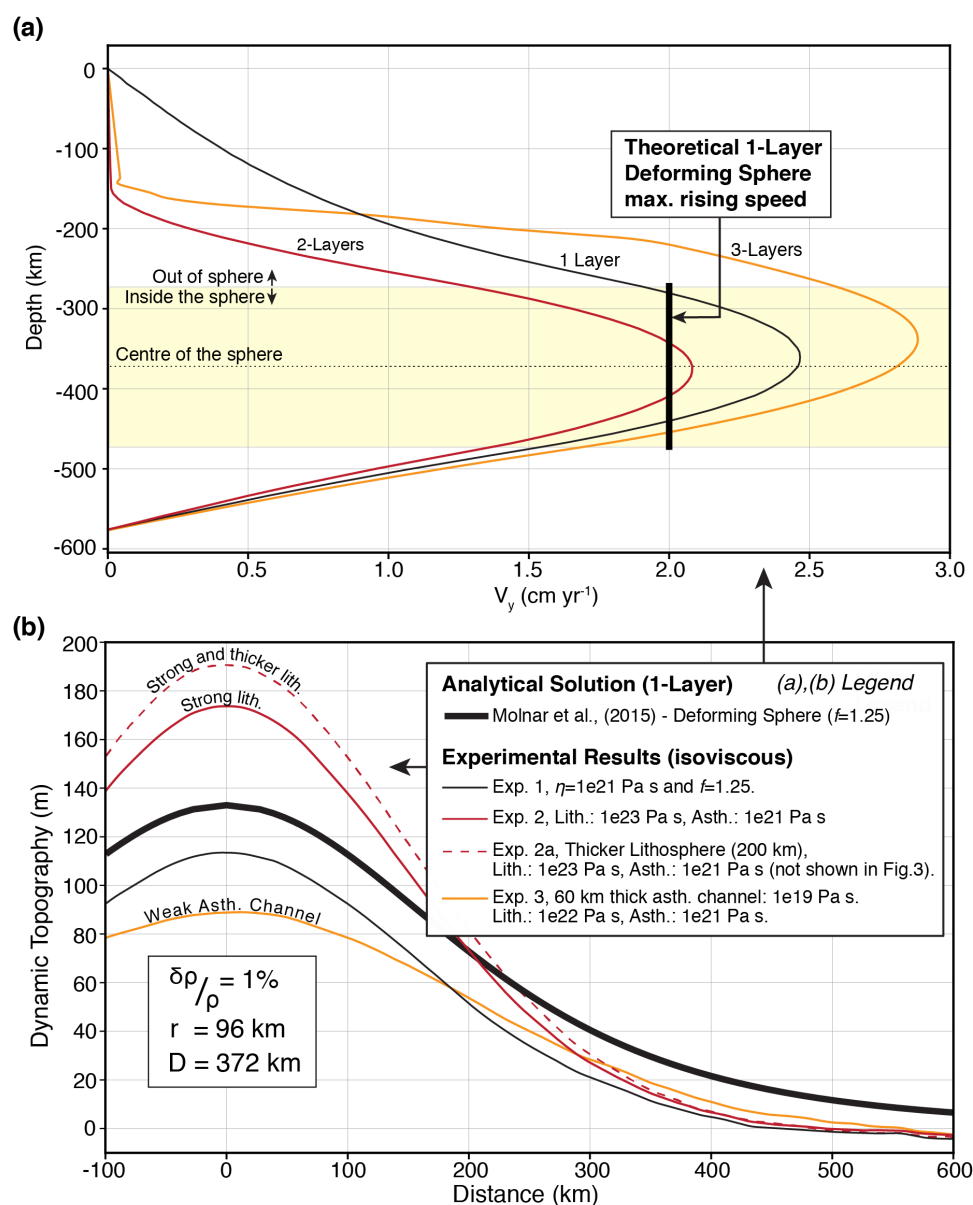 (a)
0
-100
-200
-300
-400
-500
-600
Depth (km)
Theoretical 1-Layer
Deforming Sphere
max. rising speed
2-Layers
1 Layer
3-Layers
Out of sphere
Inside the sphere
Centre of the sphere
0 0.5 1.0 1.5 2.0 2.5 3.0
Vy (cm yr-1)
(b)
200
180
160
140
120
100
80
60
40
20
0
Dynamic Topography (m)
Strong and thicker lith.
Strong lith.
Weak Asth. Channel
δρ/ρ = 1%
r = 96 km
D = 372 km
Analytical Solution (1-Layer) (a),(b) Legend
Molnar et al., (2015) - Deforming Sphere (f=1.25)
Experimental Results (isoviscous)
Exp. 1, η=1e21 Pa s and f=1.25.
Exp. 2, Lith.: 1e23 Pa s, Asth.: 1e21 Pa s
Exp. 2a, Thicker Lithosphere (200 km),
Lith.: 1e23 Pa s, Asth.: 1e21 Pa s (not shown in Fig.3).
Exp. 3, 60 km thick asth. channel: 1e19 Pa s.
Lith.: 1e22 Pa s, Asth.: 1e21 Pa s.
-100 0 100 200 300 400 500 600
Distance (km)